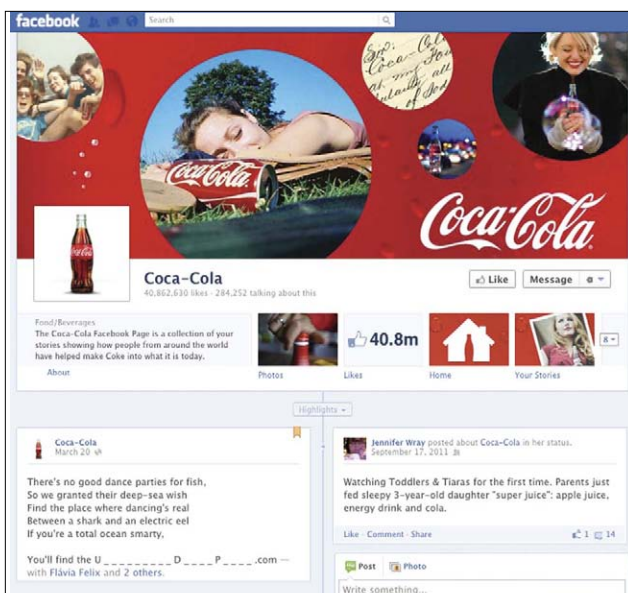 facebook
Search
Coca-Cola
Coca-Cola
Coca-Cola
Coca-Cola
40,862,630 likes · 284,252 talking about this
Like
Message
Food/Beverages
The Coca-Cola Facebook Page is a collection of your
stories showing how people from around the world
have helped make Coke into what it is today.
About
Photos
40.8m
Likes
Home
Your Stories
8
Highlights
Coca-Cola
March 20
There's no good dance parties for fish,
So we granted their deep-sea wish
Find the place where dancing's real
Between a shark and an electric eel
If you're a total ocean smarty,
You'll find the U _ _ _ _ _ _ _ _ _ D _ _ _ _ P _ _ _ _ .com —
with Flávia Felix and 2 others.
Jennifer Wray posted about Coca-Cola in her status.
September 17, 2011
Watching Toddlers & Tiaras for the first time. Parents just
fed sleepy 3-year-old daughter "super juice": apple juice,
energy drink and cola.
Like · Comment · Share
1
14
Post
Photo
Write something...